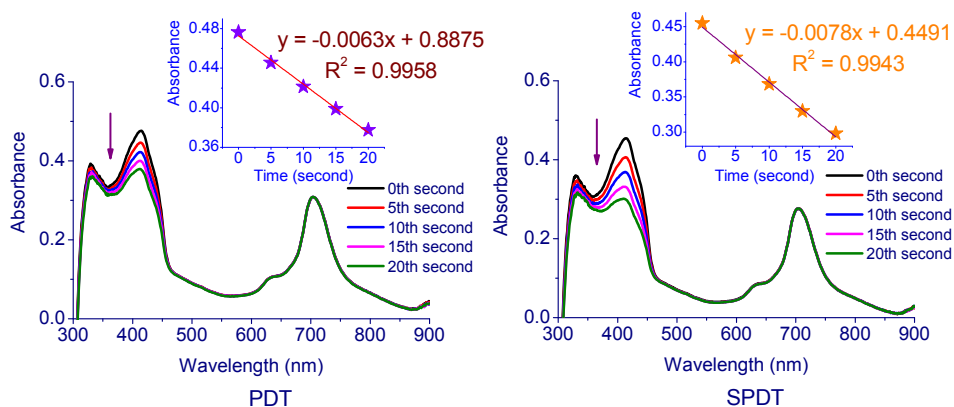 0.48
0.44
0.40
0.36
Absorbance
0 5 10 15 20
Time (second)
y = -0.0063x + 0.8875
R² = 0.9958
0.6
0.4
0.2
0.0
Absorbance
0th second
5th second
10th second
15th second
20th second
300 400 500 600 700 800 900
Wavelength (nm)
PDT
0.45
0.40
0.35
0.30
Absorbance
0 5 10 15 20
Time (second)
y = -0.0078x + 0.4491
R² = 0.9943
0.6
0.4
0.2
0.0
Absorbance
0th second
5th second
10th second
15th second
20th second
300 400 500 600 700 800 900
Wavelength (nm)
SPDT